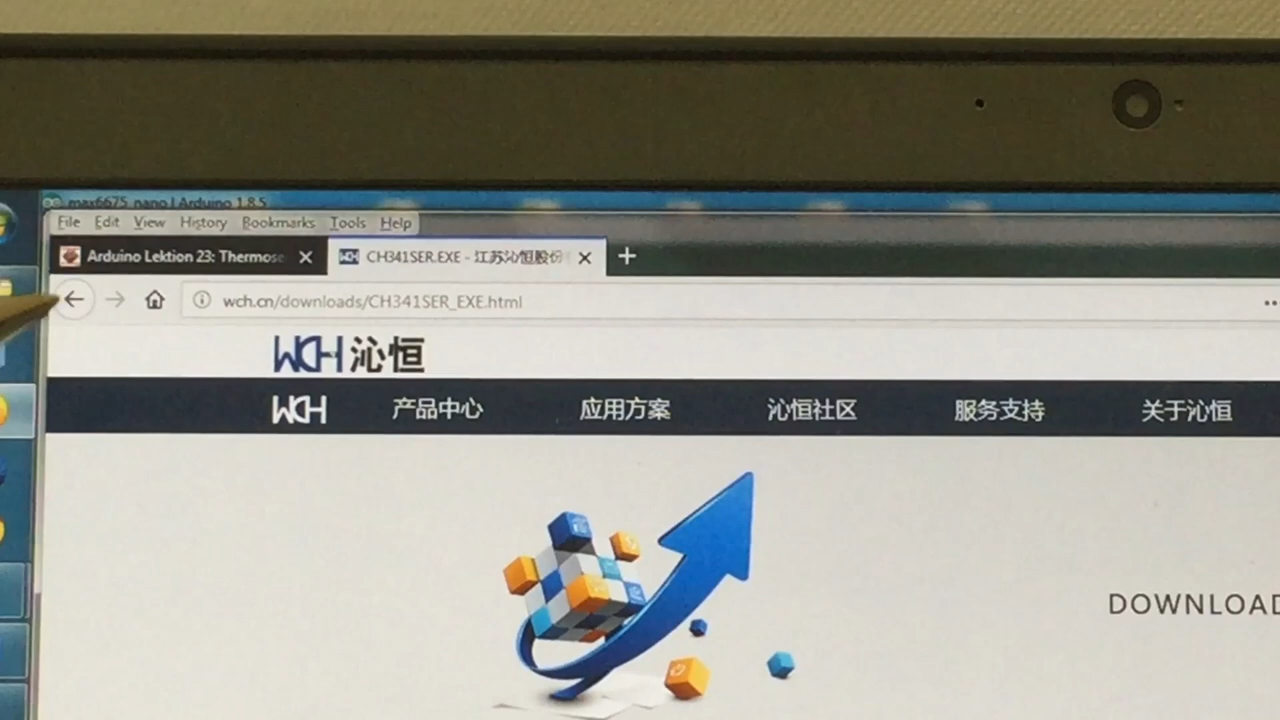 max6675_nano | Arduino 1.8.5
File Edit View History Bookmarks Tools Help
Arduino Lektion 23: Thermose
CH341SER.EXE - 江苏沁恒股份
wch.cn/downloads/CH341SER_EXE.html
WCH 沁恒
WCH 产品中心 应用方案 沁恒社区 服务支持 关于沁恒
DOWNLOAD